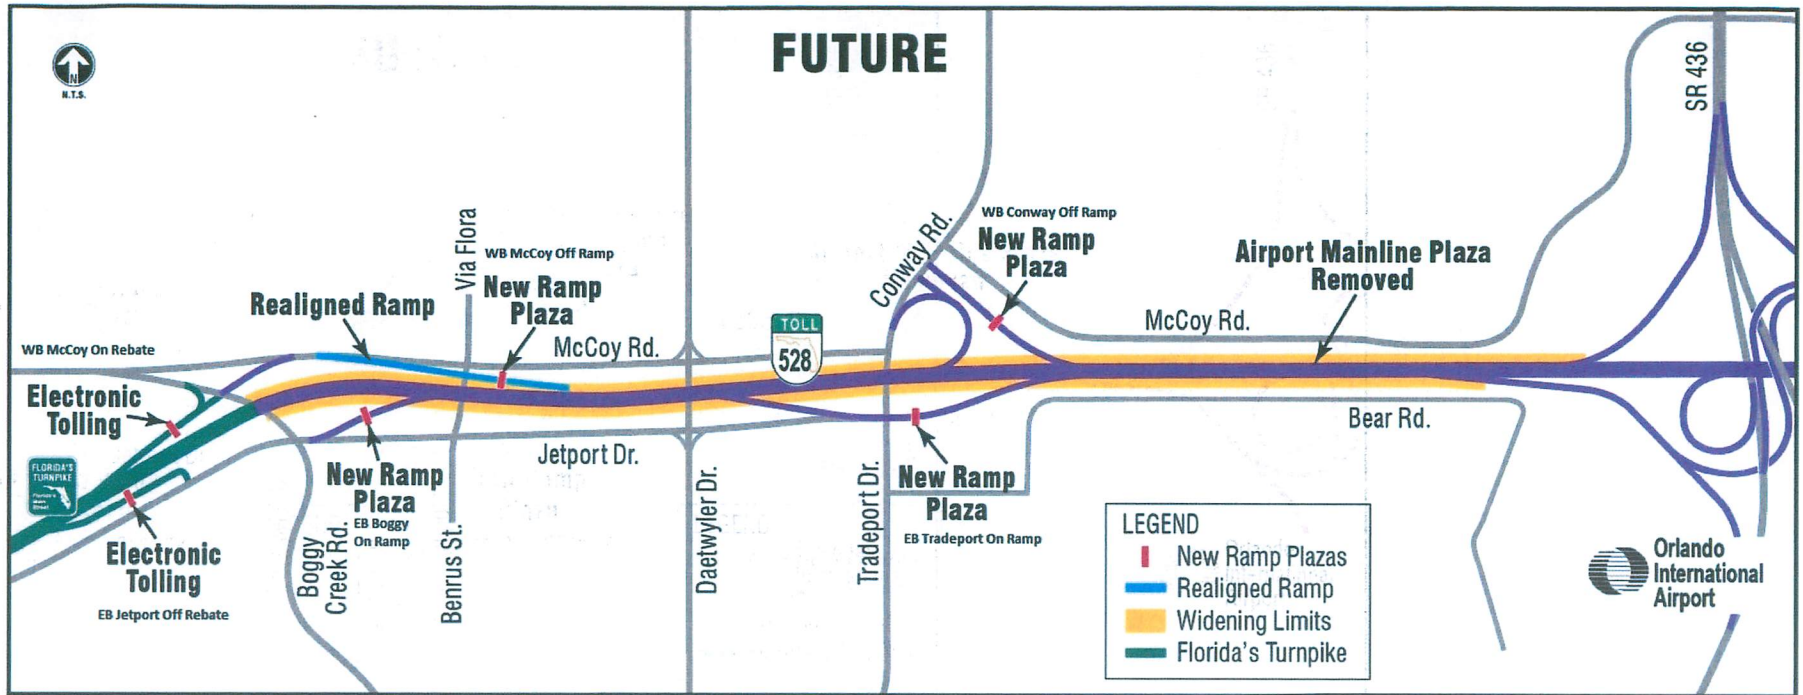 FUTURE
N
N.T.S.
SR 436
Via Flora
WB McCoy Off Ramp
New Ramp
Plaza
Realigned Ramp
McCoy Rd.
TOLL
528
Conway Rd.
WB Conway Off Ramp
New Ramp
Plaza
Airport Mainline Plaza
Removed
McCoy Rd.
WB McCoy On Rebate
Electronic
Tolling
FLORIDA'S
TURNPIKE
Electronic
Tolling
EB Jetport Off Rebate
New Ramp
Plaza
EB Boggy
On Ramp
Boggy
Creek Rd.
Benrus St.
Jetport Dr.
Daetwyler Dr.
Tradeport Dr.
New Ramp
Plaza
EB Tradeport On Ramp
Bear Rd.
LEGEND
New Ramp Plazas
Realigned Ramp
Widening Limits
Florida's Turnpike
Orlando
International
Airport